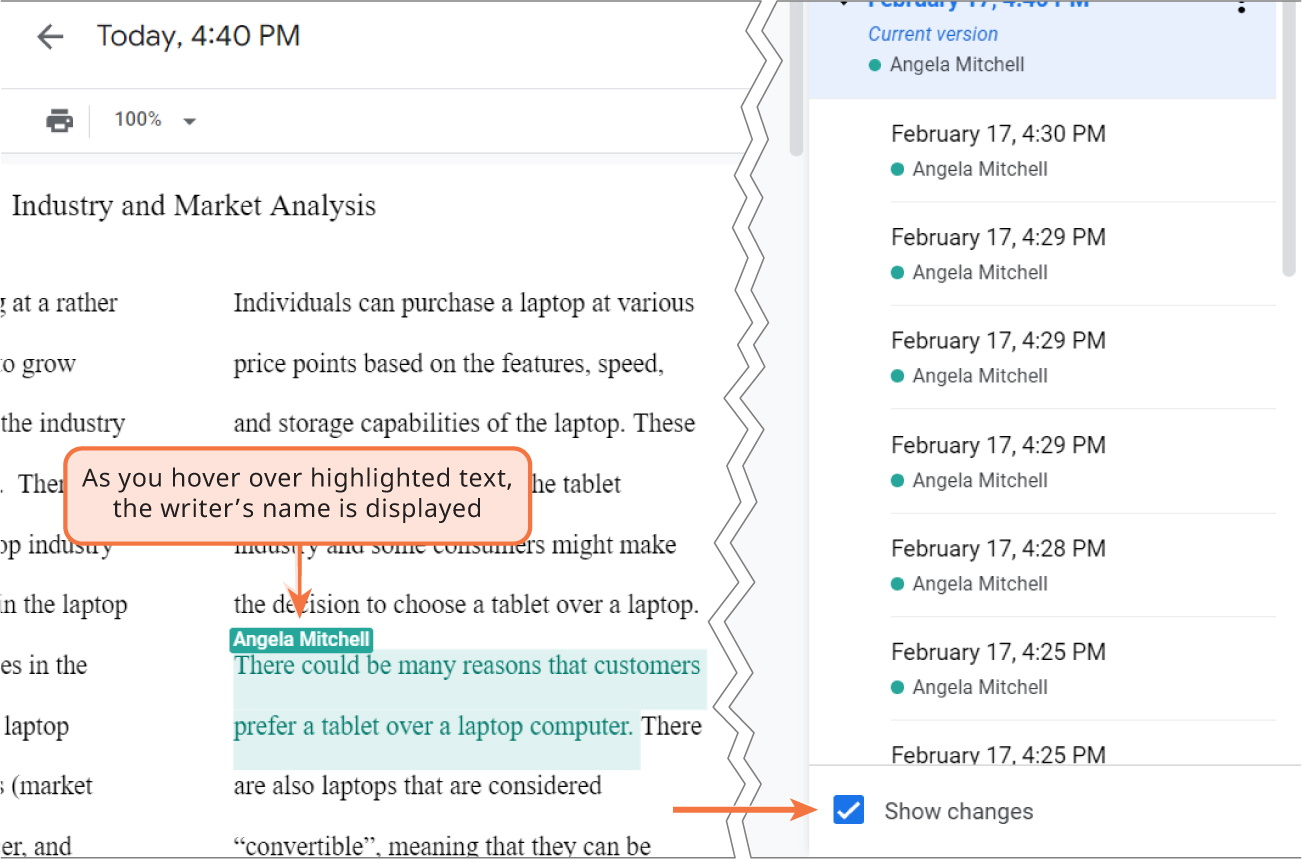 Today, 4:40 PM
100%
Industry and Market Analysis
g at a rather
to grow
the industry
. Ther
op industry
in the laptop
es in the
laptop
s (market
er, and
Individuals can purchase a laptop at various
price points based on the features, speed,
and storage capabilities of the laptop. These
he tablet
industry and some consumers might make
the decision to choose a tablet over a laptop.
Angela Mitchell
There could be many reasons that customers
prefer a tablet over a laptop computer. There
are also laptops that are considered
“convertible”, meaning that they can be
As you hover over highlighted text,
the writer’s name is displayed
February 17, 4:40 PM
Current version
Angela Mitchell
February 17, 4:30 PM
Angela Mitchell
February 17, 4:29 PM
Angela Mitchell
February 17, 4:29 PM
Angela Mitchell
February 17, 4:29 PM
Angela Mitchell
February 17, 4:28 PM
Angela Mitchell
February 17, 4:25 PM
Angela Mitchell
February 17, 4:25 PM
Show changes